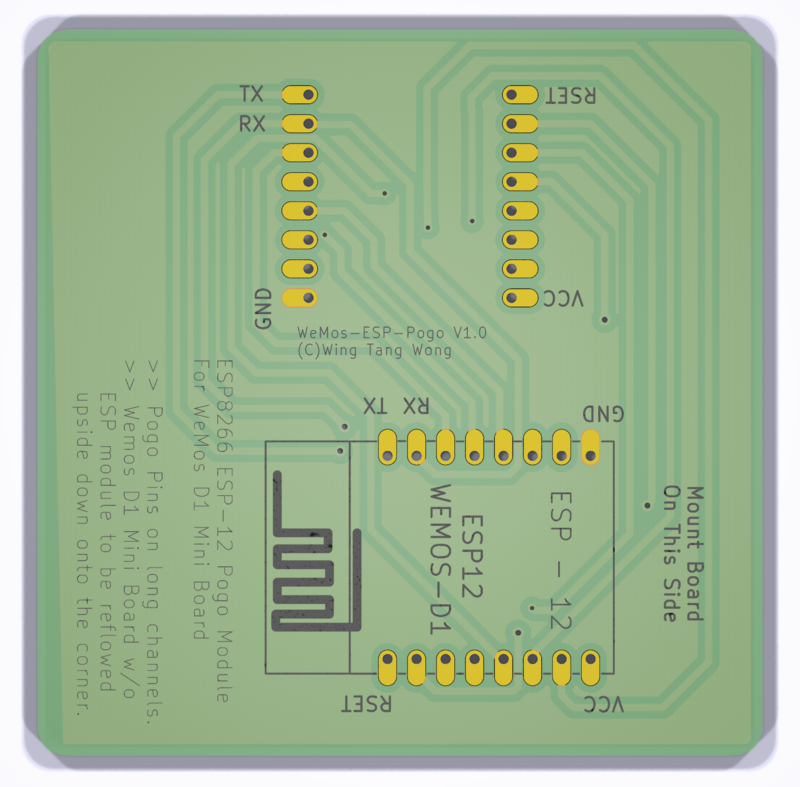 TX
RX
GND
RSET
VCC
WeMos-ESP-Pogo V1.0
(C)Wing Tang Wong
TX
RX
GND
ESP8266 ESP-12 Pogo Module
For WeMos D1 Mini Board
>> Pogo Pins on long channels.
>> Wemos D1 Mini Board w/o
ESP module to be reflowed
upside down onto the corner.
ESP - 12
ESP12
WEMOS-D1
Mount Board
On This Side
RSET
VCC